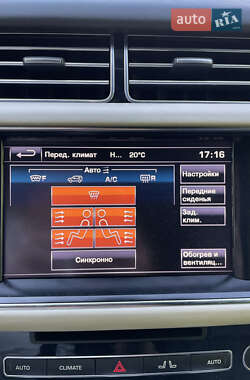 auto RIA
Перед. климат Н... 20°C 17:16
Авто
F A/C R
Настройки
Передние сиденья
Зад. клим.
Синхронно
Обогрев и вентиляц...
AUTO CLIMATE AUTO